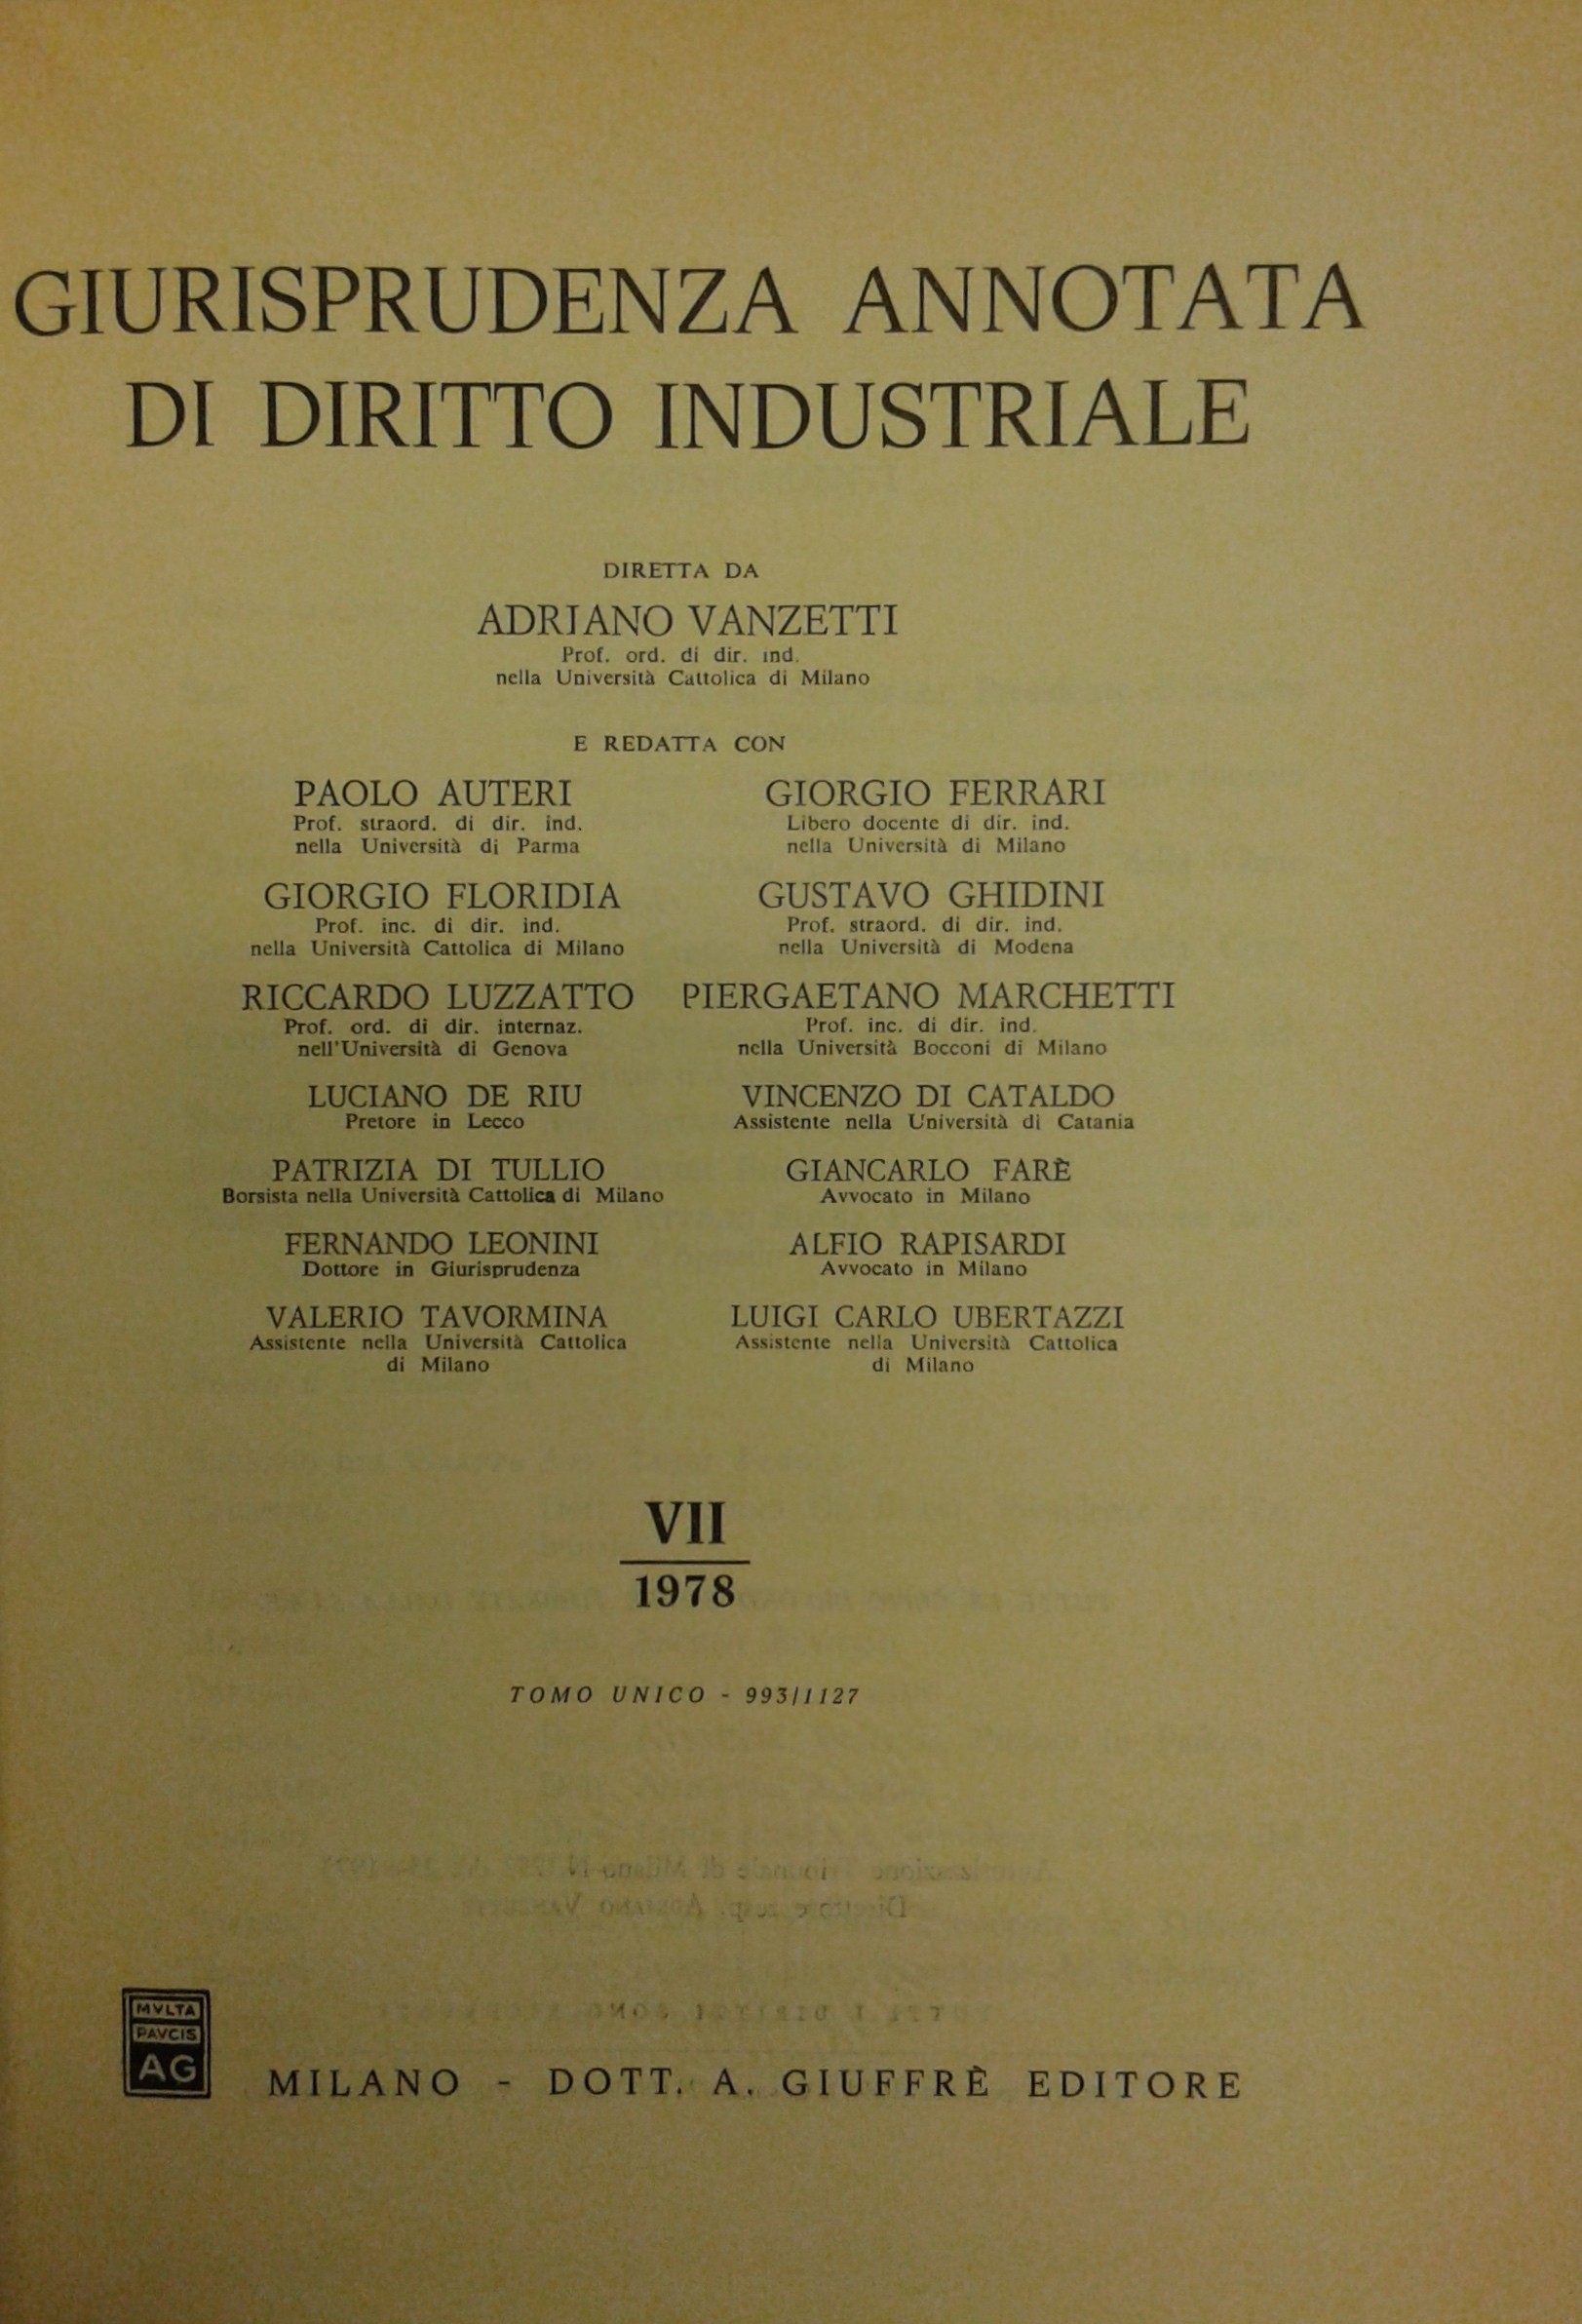 GIURISPRUDENZA ANNOTATA
DI DIRITTO INDUSTRIALE
DIRETTA DA
ADRIANO VANZETTI
Prof. ord. di dir. ind.
nella Università Cattolica di Milano
E REDATTA CON
PAOLO AUTERI
Prof. straord. di dir. ind.
nella Università di Parma
GIORGIO FERRARI
Libero docente di dir. ind.
nella Università di Milano
GIORGIO FLORIDIA
Prof. inc. di dir. ind.
nella Università Cattolica di Milano
GUSTAVO GHIDINI
Prof. straord. di dir. ind.
nella Università di Modena
RICCARDO LUZZATTO
Prof. ord. di dir. internaz.
nell'Università di Genova
PIERGAETANO MARCHETTI
Prof. inc. di dir. ind.
nella Università Bocconi di Milano
LUCIANO DE RIU
Pretore in Lecco
VINCENZO DI CATALDO
Assistente nella Università di Catania
PATRIZIA DI TULLIO
Borsista nella Università Cattolica di Milano
GIANCARLO FARÈ
Avvocato in Milano
FERNANDO LEONINI
Dottore in Giurisprudenza
ALFIO RAPISARDI
Avvocato in Milano
VALERIO TAVORMINA
Assistente nella Università Cattolica
di Milano
LUIGI CARLO UBERTAZZI
Assistente nella Università Cattolica
di Milano
VII
1978
TOMO UNICO - 993/1127
MVLTA
PAVCIS
AG
MILANO - DOTT. A. GIUFFRÈ EDITORE